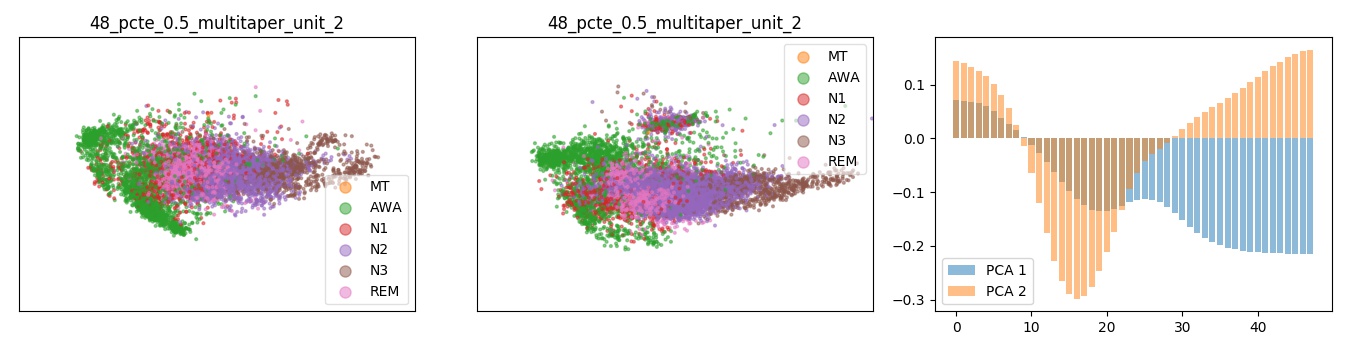 48_pcte_0.5_multitaper_unit_2
MT
AWA
N1
N2
N3
REM
48_pcte_0.5_multitaper_unit_2
MT
AWA
N1
N2
N3
REM
0.1
0.0
−0.1
−0.2
−0.3
PCA 1
PCA 2
0
10
20
30
40